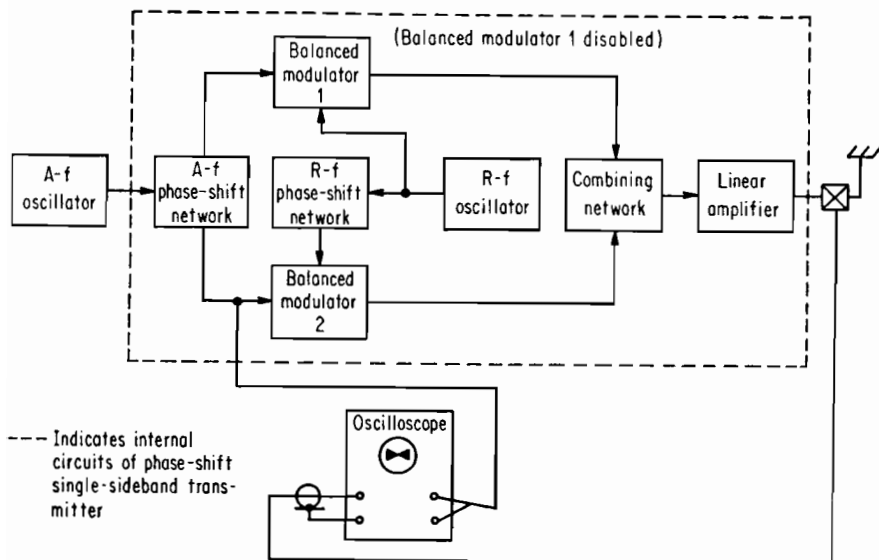 (Balanced modulator 1 disabled)
Balanced
modulator
1
A-f
oscillator
A-f
phase-shift
network
R-f
phase-shift
network
R-f
oscillator
Combining
network
Linear
amplifier
Balanced
modulator
2
Oscilloscope
--- Indicates internal
circuits of phase-shift
single-sideband trans-
mitter